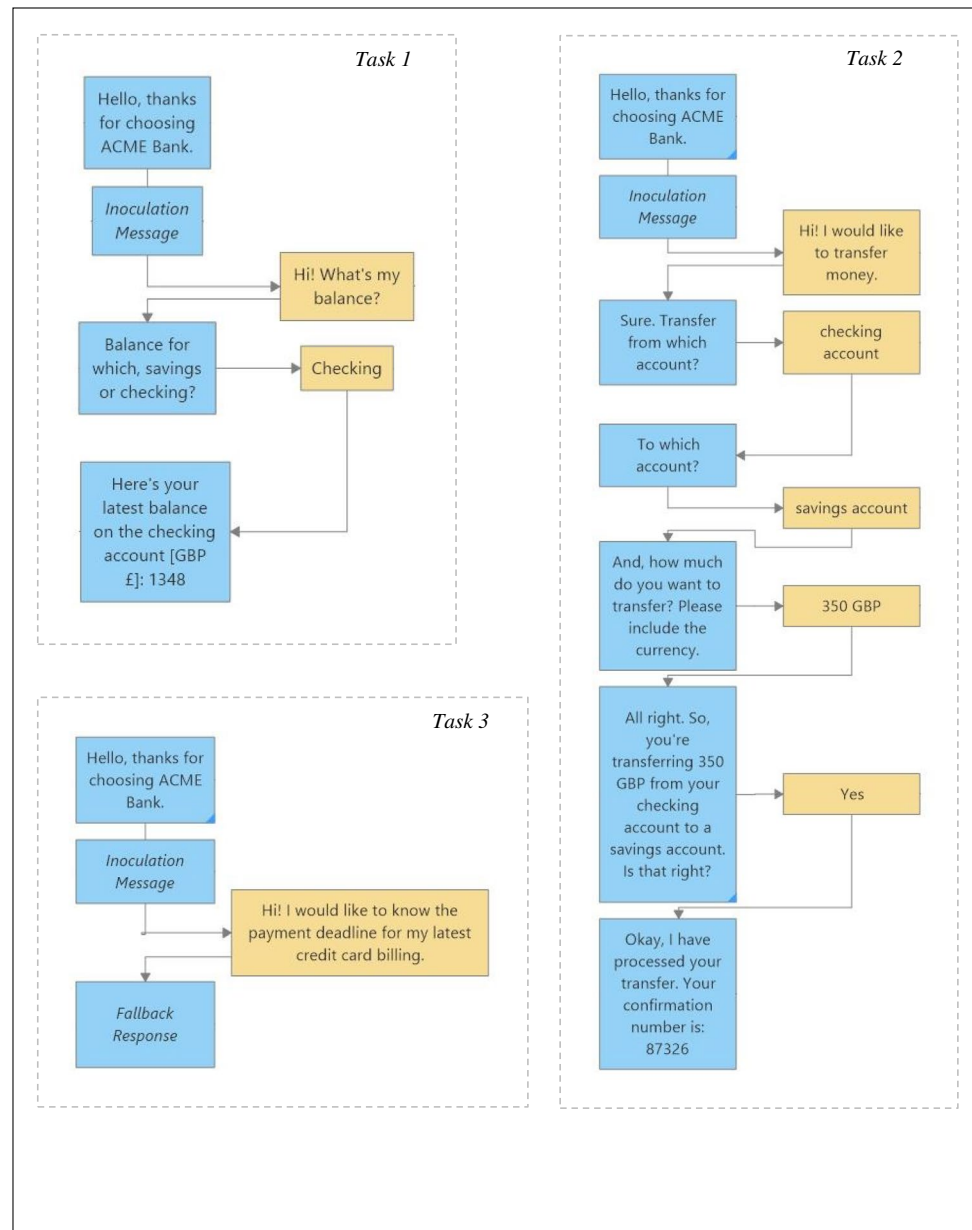 Task 1
Hello, thanks
for choosing
ACME Bank.
Inoculation
Message
Hi! What's my
balance?
Balance for
which, savings
or checking?
Checking
Here's your
latest balance
on the checking
account [GBP
£]: 1348
Task 2
Hello, thanks for
choosing ACME
Bank.
Inoculation
Message
Hi! I would like
to transfer
money.
Sure. Transfer
from which
account?
checking
account
To which
account?
savings account
And, how much
do you want to
transfer? Please
include the
currency.
350 GBP
All right. So,
you're
transferring 350
GBP from your
checking
account to a
savings account.
Is that right?
Yes
Okay, I have
processed your
transfer. Your
confirmation
number is:
87326
Task 3
Hello, thanks for
choosing ACME
Bank.
Inoculation
Message
Hi! I would like to know the
payment deadline for my latest
credit card billing.
Fallback
Response